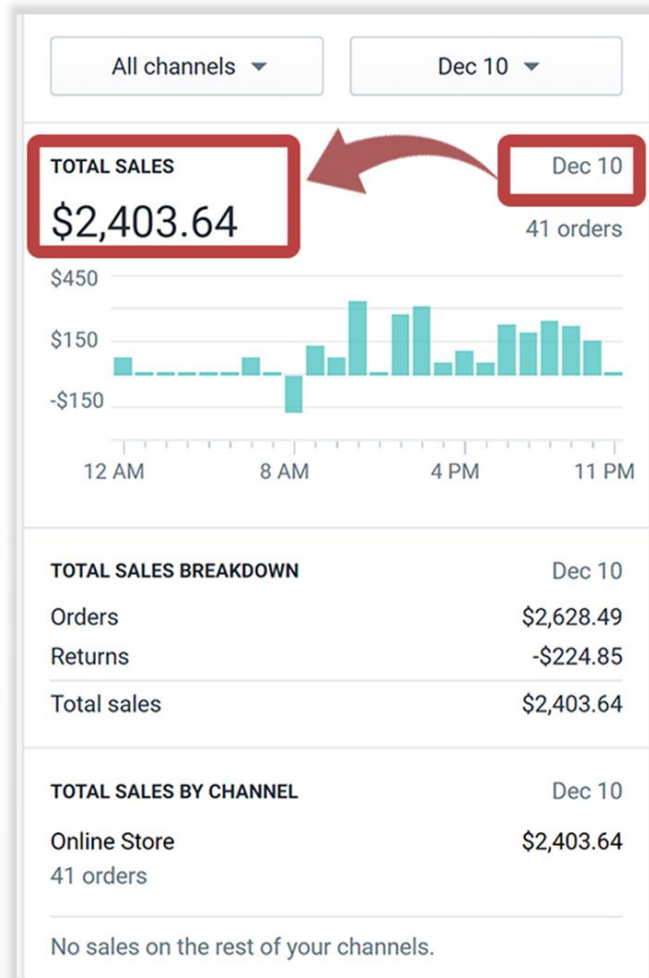 All channels Dec 10
TOTAL SALES Dec 10
$2,403.64
41 orders
$450
$150
-$150
12 AM 8 AM 4 PM 11 PM
TOTAL SALES BREAKDOWN Dec 10
Orders $2,628.49
Returns -$224.85
Total sales $2,403.64
TOTAL SALES BY CHANNEL Dec 10
Online Store $2,403.64
41 orders
No sales on the rest of your channels.